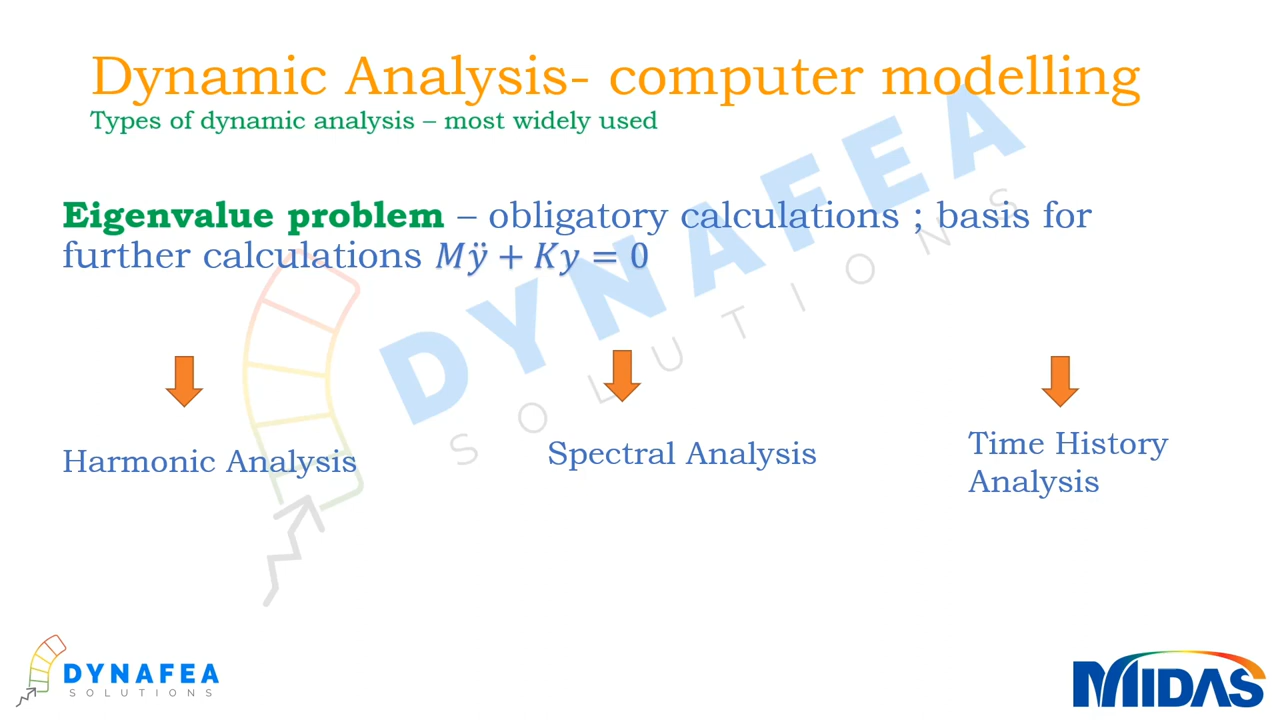 Dynamic Analysis- computer modelling
Types of dynamic analysis – most widely used
Eigenvalue problem – obligatory calculations ; basis for
further calculations Mÿ + Ky = 0
Harmonic Analysis
Spectral Analysis
Time History
Analysis
DYNAFEA
SOLUTIONS
DYNAFEA
SOLUTIONS
MIDAS